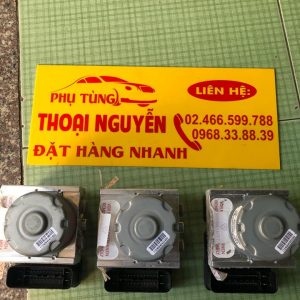 PHỤ TÙNG
THOẠI NGUYỄN
ĐẶT HÀNG NHANH
LIÊN HỆ:
02.466.599.788
0968.33.88.39